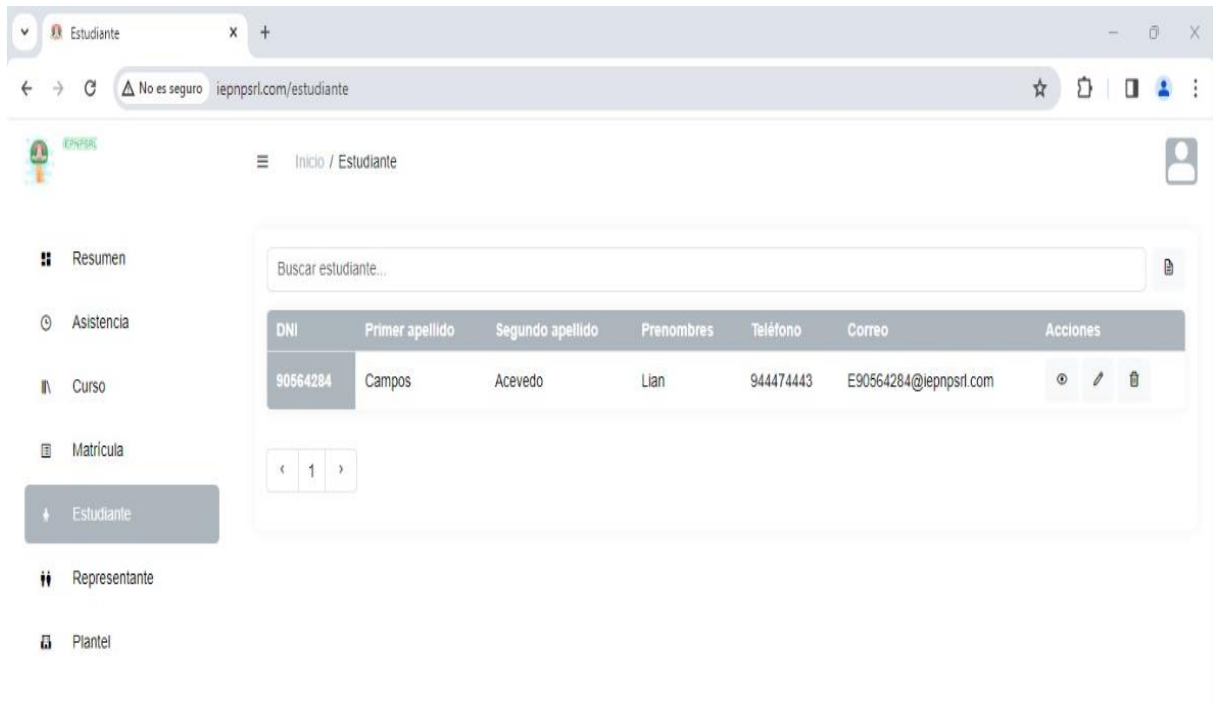 Estudiante
No es seguro iepnpsrl.com/estudiante
IEPNPSRL
Inicio / Estudiante
Resumen
Asistencia
Curso
Matrícula
Estudiante
Representante
Plantel
Buscar estudiante...
DNI Primer apellido Segundo apellido Prenombres Teléfono Correo Acciones
90564284 Campos Acevedo Lian 944474443 E90564284@iepnpsrl.com
1